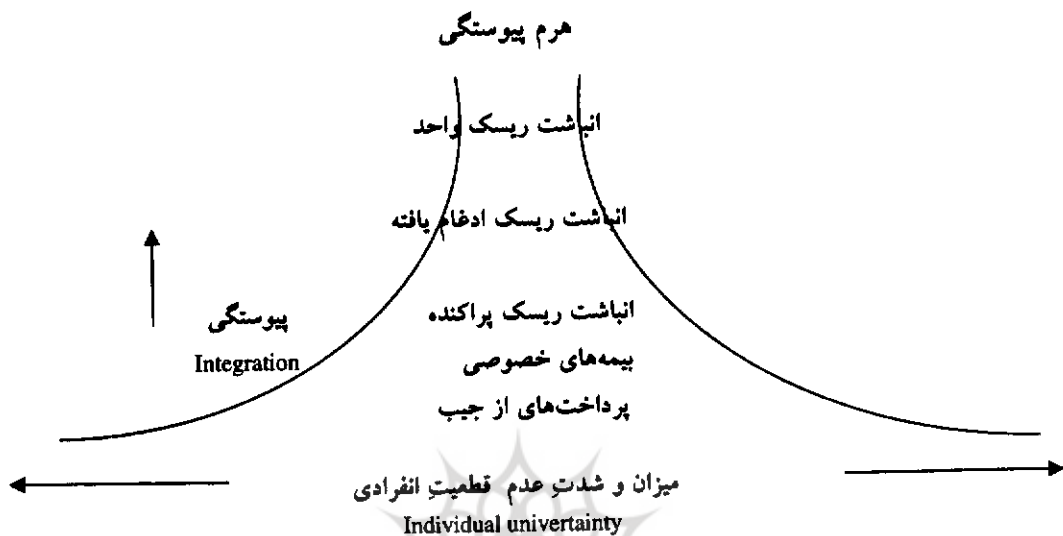 هرم پیوستگی
انباشت ریسک واحد
انباشت ریسک ادغام یافته
انباشت ریسک پراکنده
پیوستگی
بیمه‌های خصوصی
Integration
پرداخت‌های از جیب
میزان و شدتِ عدم قطعیتِ انفرادی
Individual univertainty